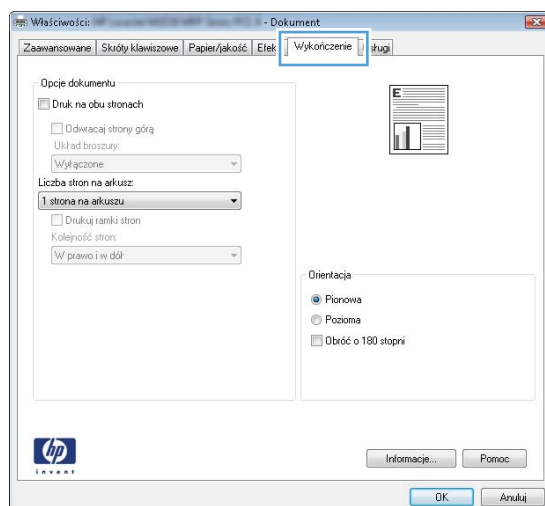 Właściwości: - Dokument
Zaawansowane Skróty klawiszowe Papier/jakość Efek Wykończenie sługi
Opcje dokumentu
Druk na obu stronach
Odwracaj strony górą
Układ broszury:
Wyłączone
Liczba stron na arkusz:
1 strona na arkuszu
Drukuj ramki stron
Kolejność stron:
W prawo i w dół
E
Orientacja
Pionowa
Pozioma
Obróć o 180 stopni
hp
invent
Informacje... Pomoc
OK Anuluj